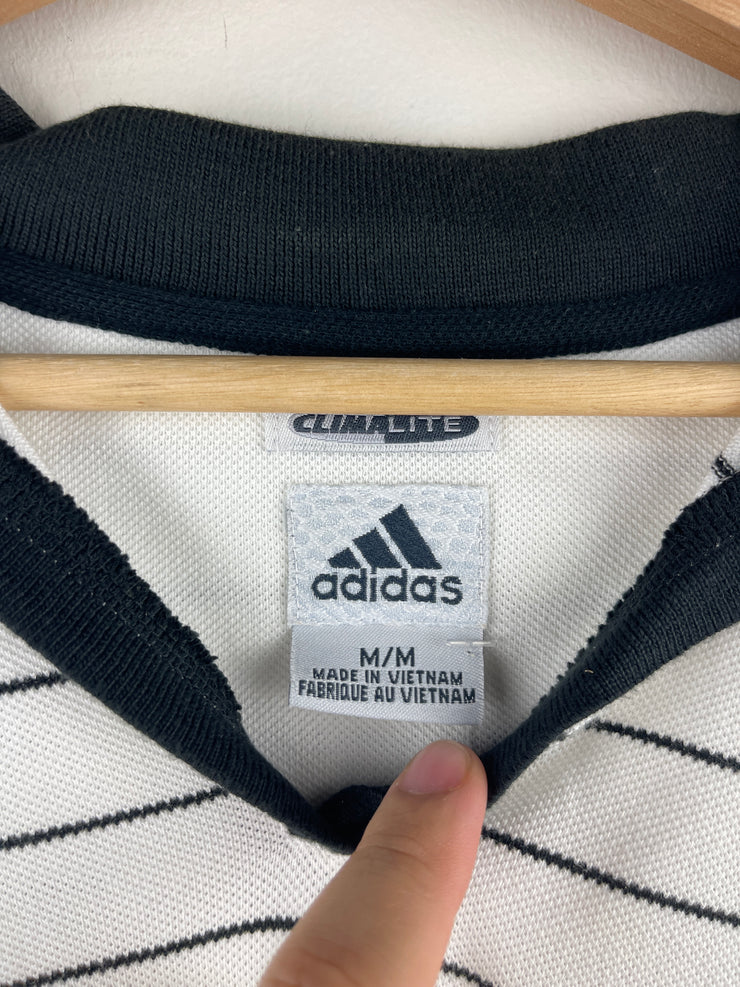 CLIMALITE
adidas
M/M
MADE IN VIETNAM
FABRIQUE AU VIETNAM